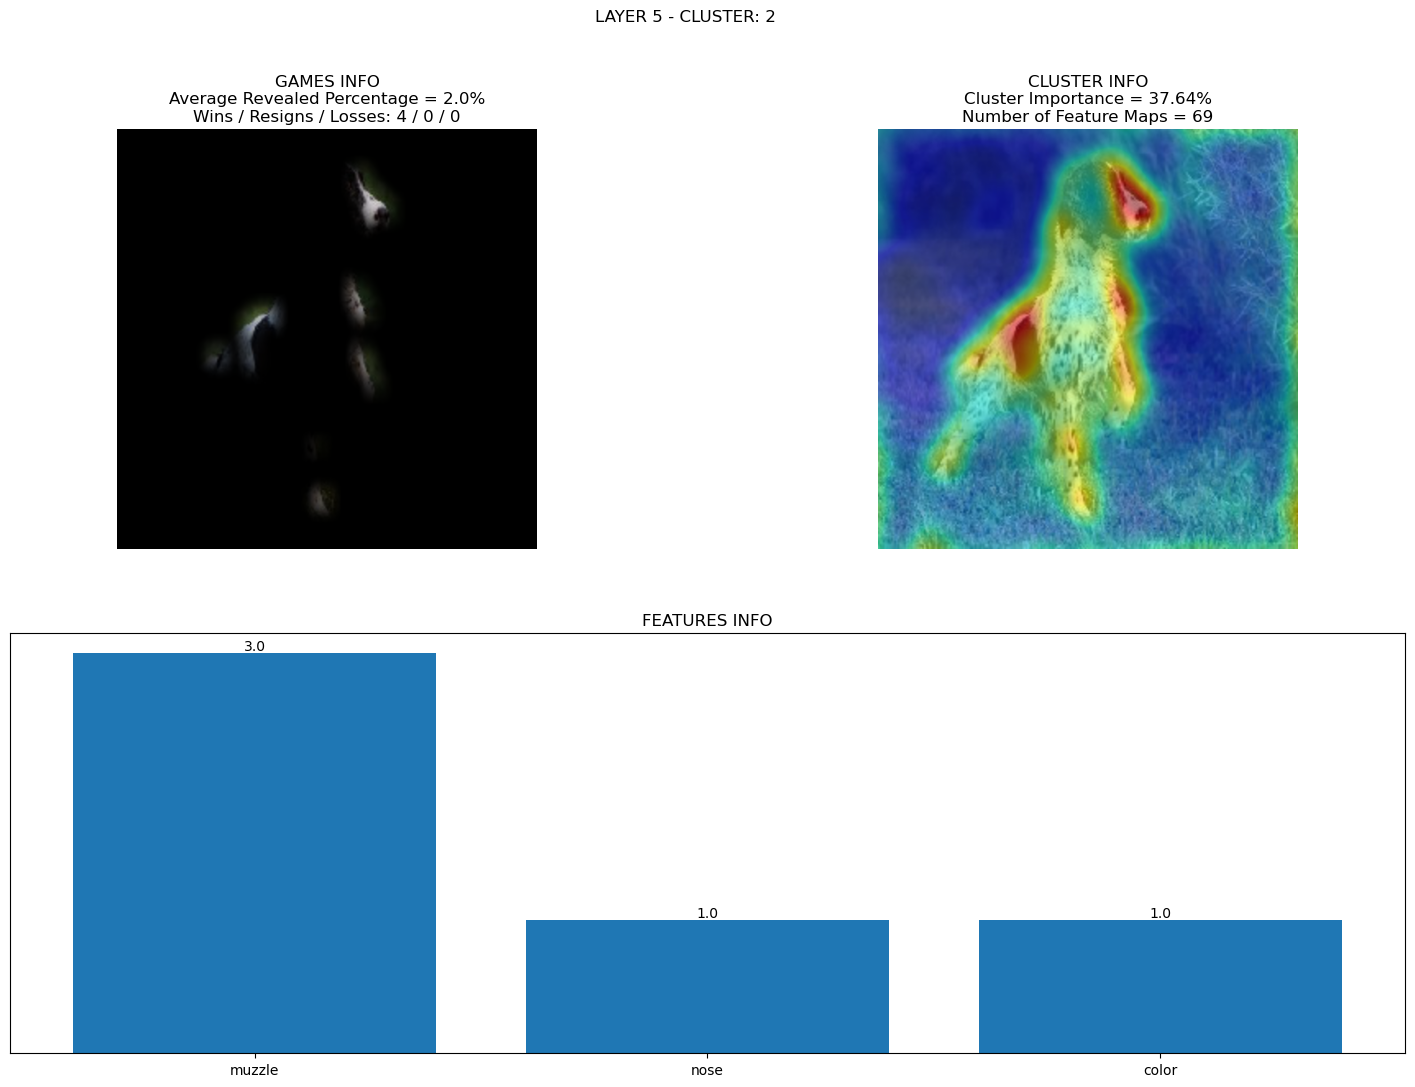 LAYER 5 - CLUSTER: 2
GAMES INFO
Average Revealed Percentage = 2.0%
Wins / Resigns / Losses: 4 / 0 / 0
CLUSTER INFO
Cluster Importance = 37.64%
Number of Feature Maps = 69
FEATURES INFO
3.0
1.0
1.0
muzzle
nose
color